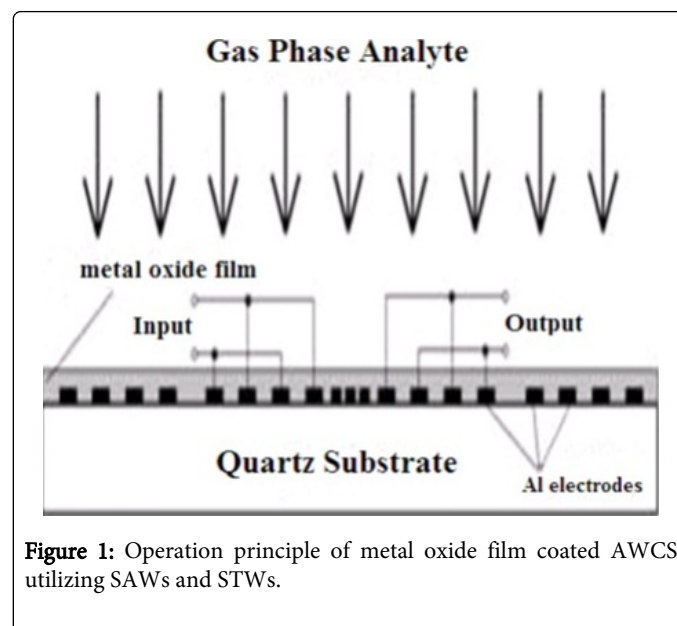 Gas Phase Analyte
metal oxide film
Input
Output
Quartz Substrate
Al electrodes
Figure 1: Operation principle of metal oxide film coated AWCS
utilizing SAWs and STWs.